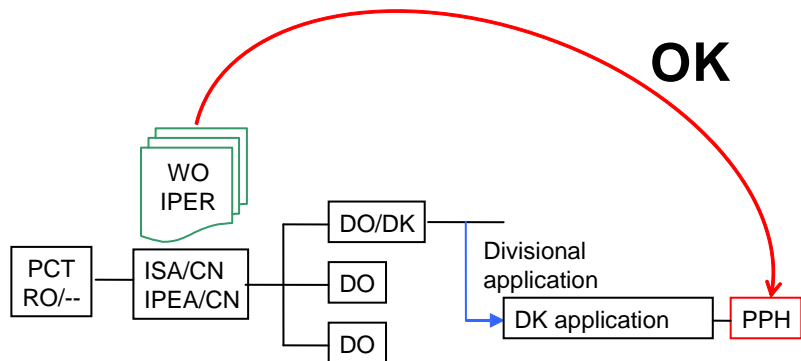 OK
WO
IPER
DO/DK
PCT
RO/--
ISA/CN
IPEA/CN
Divisional
application
DO
DK application
PPH
DO